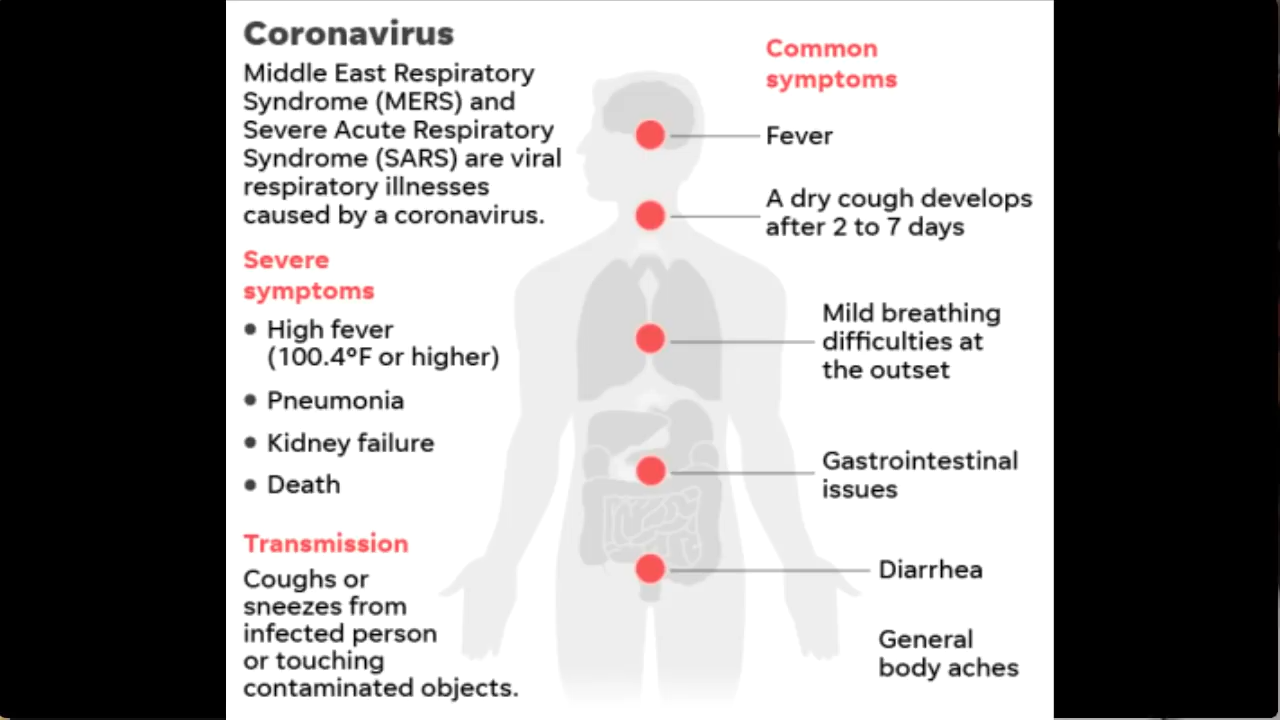 Coronavirus
Middle East Respiratory
Syndrome (MERS) and
Severe Acute Respiratory
Syndrome (SARS) are viral
respiratory illnesses
caused by a coronavirus.
Severe
symptoms
• High fever
(100.4°F or higher)
• Pneumonia
• Kidney failure
• Death
Transmission
Coughs or
sneezes from
infected person
or touching
contaminated objects.
Common
symptoms
Fever
A dry cough develops
after 2 to 7 days
Mild breathing
difficulties at
the outset
Gastrointestinal
issues
Diarrhea
General
body aches